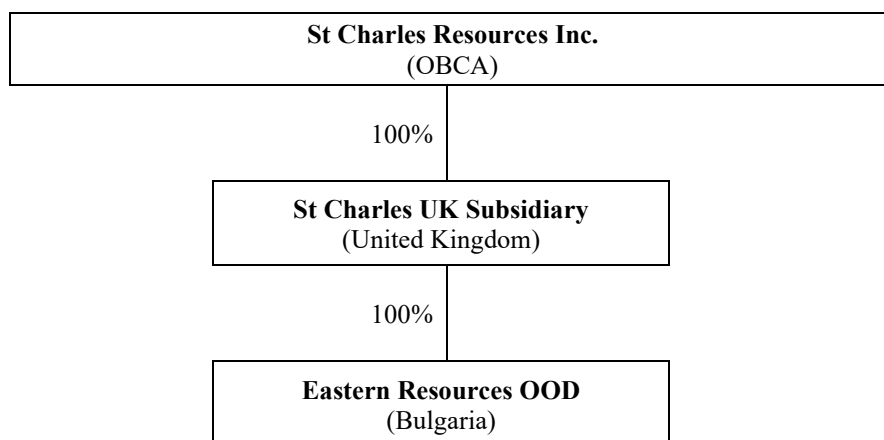 St Charles Resources Inc.
(OBCA)
100%
St Charles UK Subsidiary
(United Kingdom)
100%
Eastern Resources OOD
(Bulgaria)